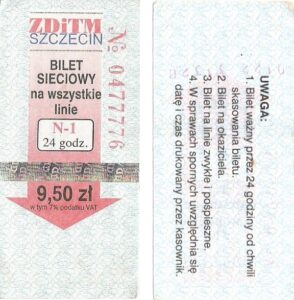 ZDiTM
SZCZECIN
BILET
SIECIOWY
na wszystkie
linie
N-1
24 godz.
9,50 zł
w tym 7% podatku VAT
№ 0477776
UWAGA:
1. Bilet ważny przez 24 godziny od chwili
skasowania biletu.
2. Bilet na okaziciela.
3. Bilet na linie zwykłe i pośpieszne.
4. W sprawach spornych uwzględnia się
datę i czas drukowany przez kasownik.